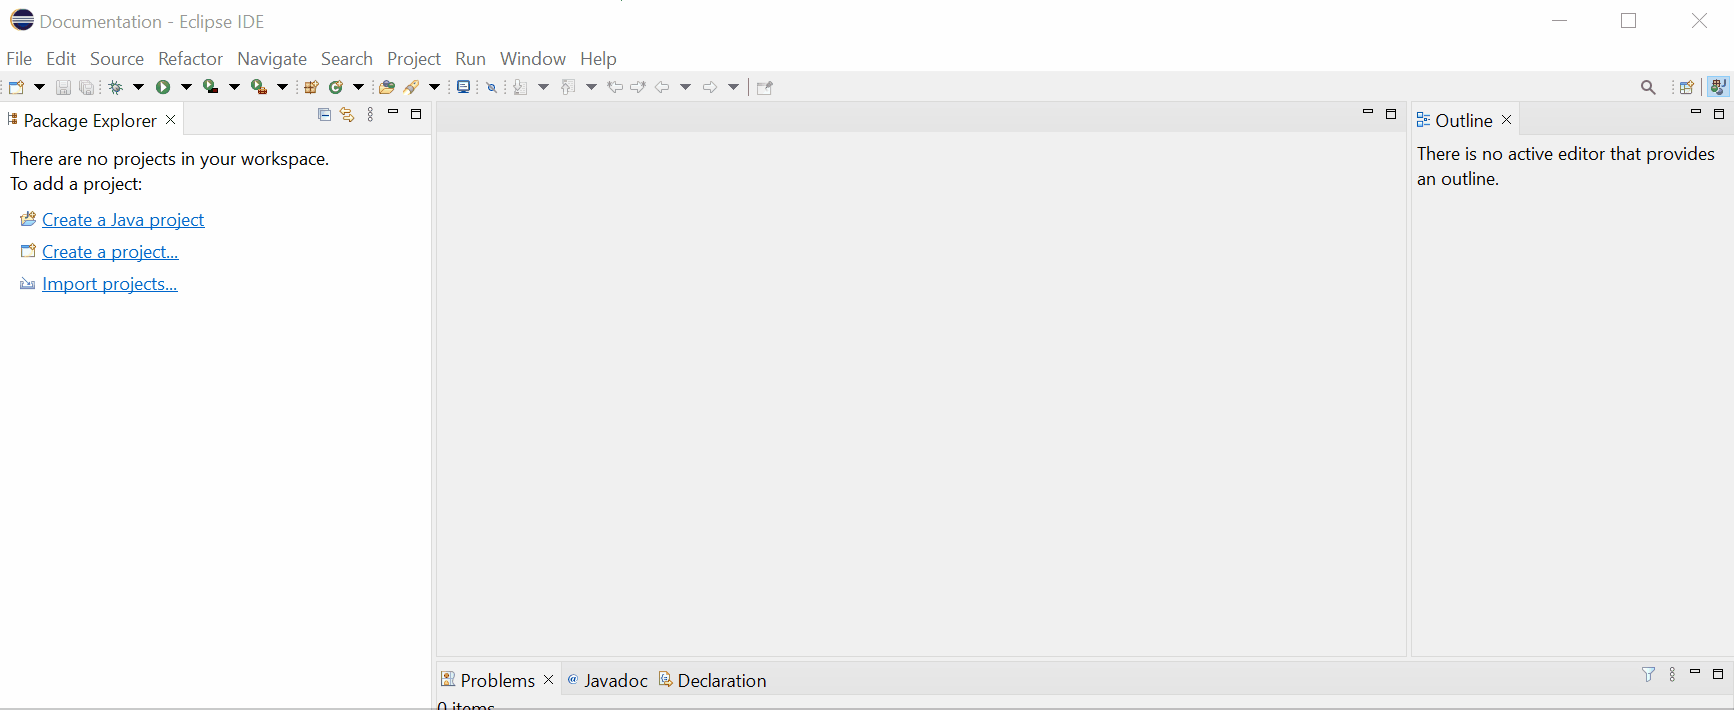 Documentation - Eclipse IDE
File Edit Source Refactor Navigate Search Project Run Window Help
Package Explorer
There are no projects in your workspace.
To add a project:
Create a Java project
Create a project...
Import projects...
Outline
There is no active editor that provides
an outline.
Problems @ Javadoc Declaration
0 items